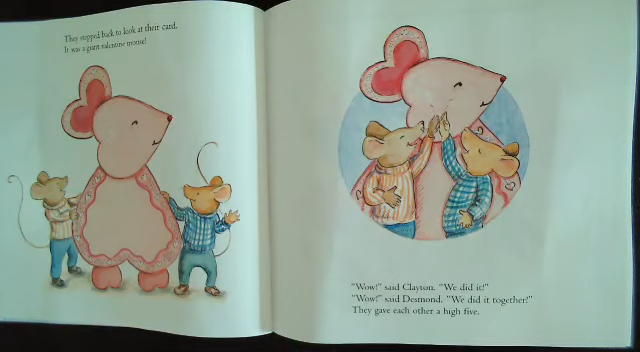 They stepped back to look at their card.
It was a giant valentine mouse!
"Wow!" said Clayton. "We did it!"
"Wow!" said Desmond. "We did it together!"
They gave each other a high five.